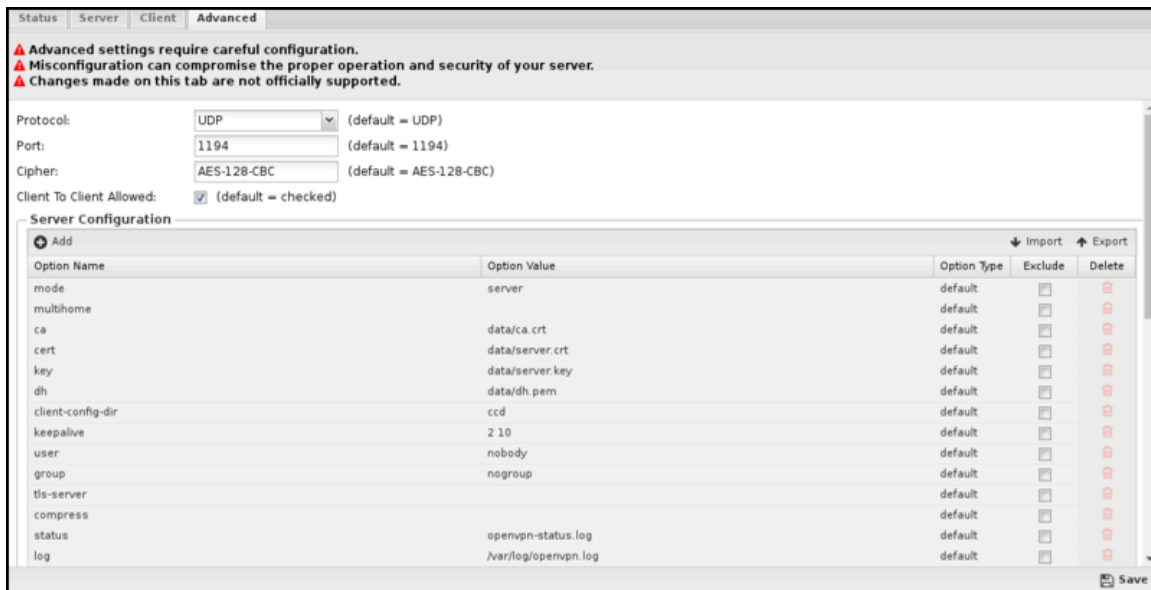 Status Server Client Advanced
Advanced settings require careful configuration.
Misconfiguration can compromise the proper operation and security of your server.
Changes made on this tab are not officially supported.
Protocol: UDP (default = UDP)
Port: 1194 (default = 1194)
Cipher: AES-128-CBC (default = AES-128-CBC)
Client To Client Allowed: (default = checked)
Server Configuration
Add Import Export
Option Name Option Value Option Type Exclude Delete
mode server default
multihome default
ca data/ca.crt default
cert data/server.crt default
key data/server.key default
dh data/dh.pem default
client-config-dir ccd default
keepalive 2 10 default
user nobody default
group nogroup default
tls-server default
compress default
status openvpn-status.log default
log /var/log/openvpn.log default
Save